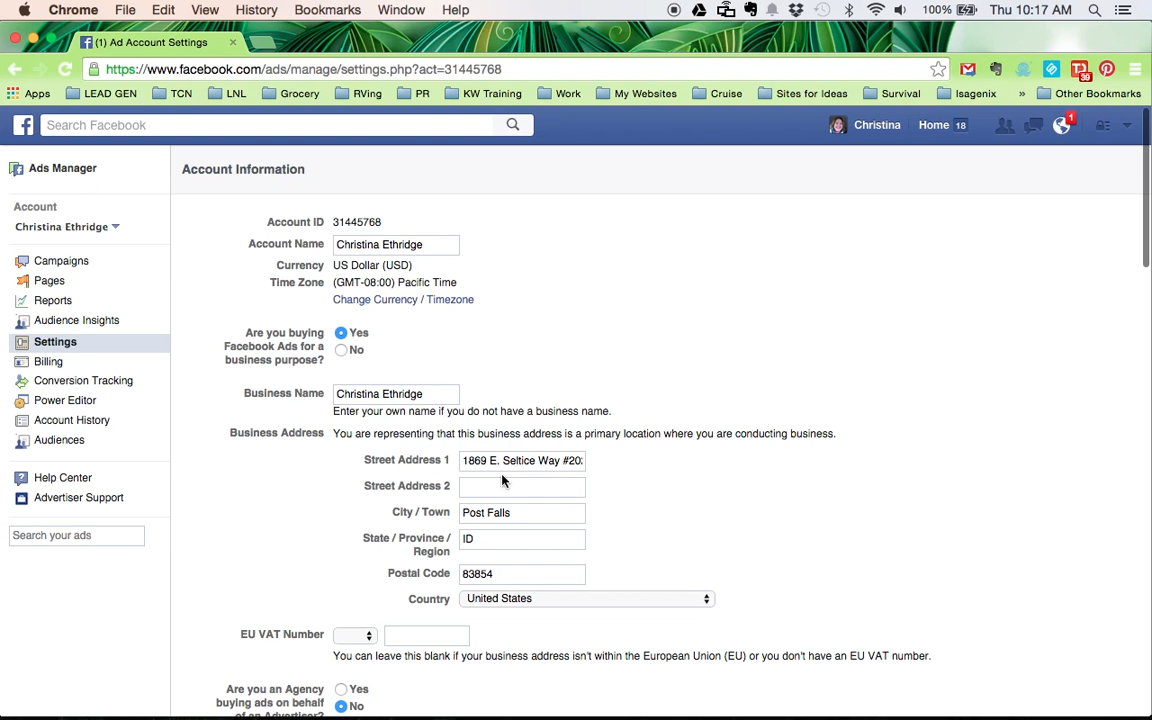 Chrome File Edit View History Bookmarks Window Help 100% Thu 10:17 AM
(1) Ad Account Settings ×
https://www.facebook.com/ads/manage/settings.php?act=31445768 39
Apps LEAD GEN TCN LNL Grocery RVing PR KW Training Work My Websites Cruise Sites for Ideas Survival Isagenix » Other Bookmarks
f Search Facebook Christina Home 18 1
Ads Manager
Account
Christina Ethridge
Campaigns
Pages
Reports
Audience Insights
Settings
Billing
Conversion Tracking
Power Editor
Account History
Audiences
Help Center
Advertiser Support
Search your ads
Account Information
Account ID 31445768
Account Name Christina Ethridge
Currency US Dollar (USD)
Time Zone (GMT-08:00) Pacific Time
Change Currency / Timezone
Are you buying Yes
Facebook Ads for a No
business purpose?
Business Name Christina Ethridge
Enter your own name if you do not have a business name.
Business Address You are representing that this business address is a primary location where you are conducting business.
Street Address 1 1869 E. Seltice Way #20
Street Address 2
City / Town Post Falls
State / Province / ID
Region
Postal Code 83854
Country United States
EU VAT Number
You can leave this blank if your business address isn't within the European Union (EU) or you don't have an EU VAT number.
Are you an Agency Yes
buying ads on behalf No
of an Advertiser?